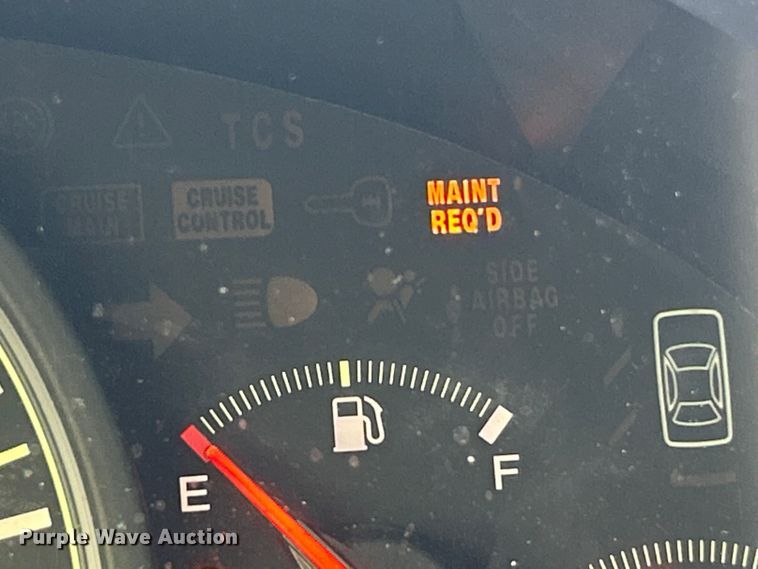 TCS
CRUISE
MAIN
CRUISE
CONTROL
MAINT
REQ'D
SIDE
AIRBAG
OFF
E
F
Purple Wave Auction